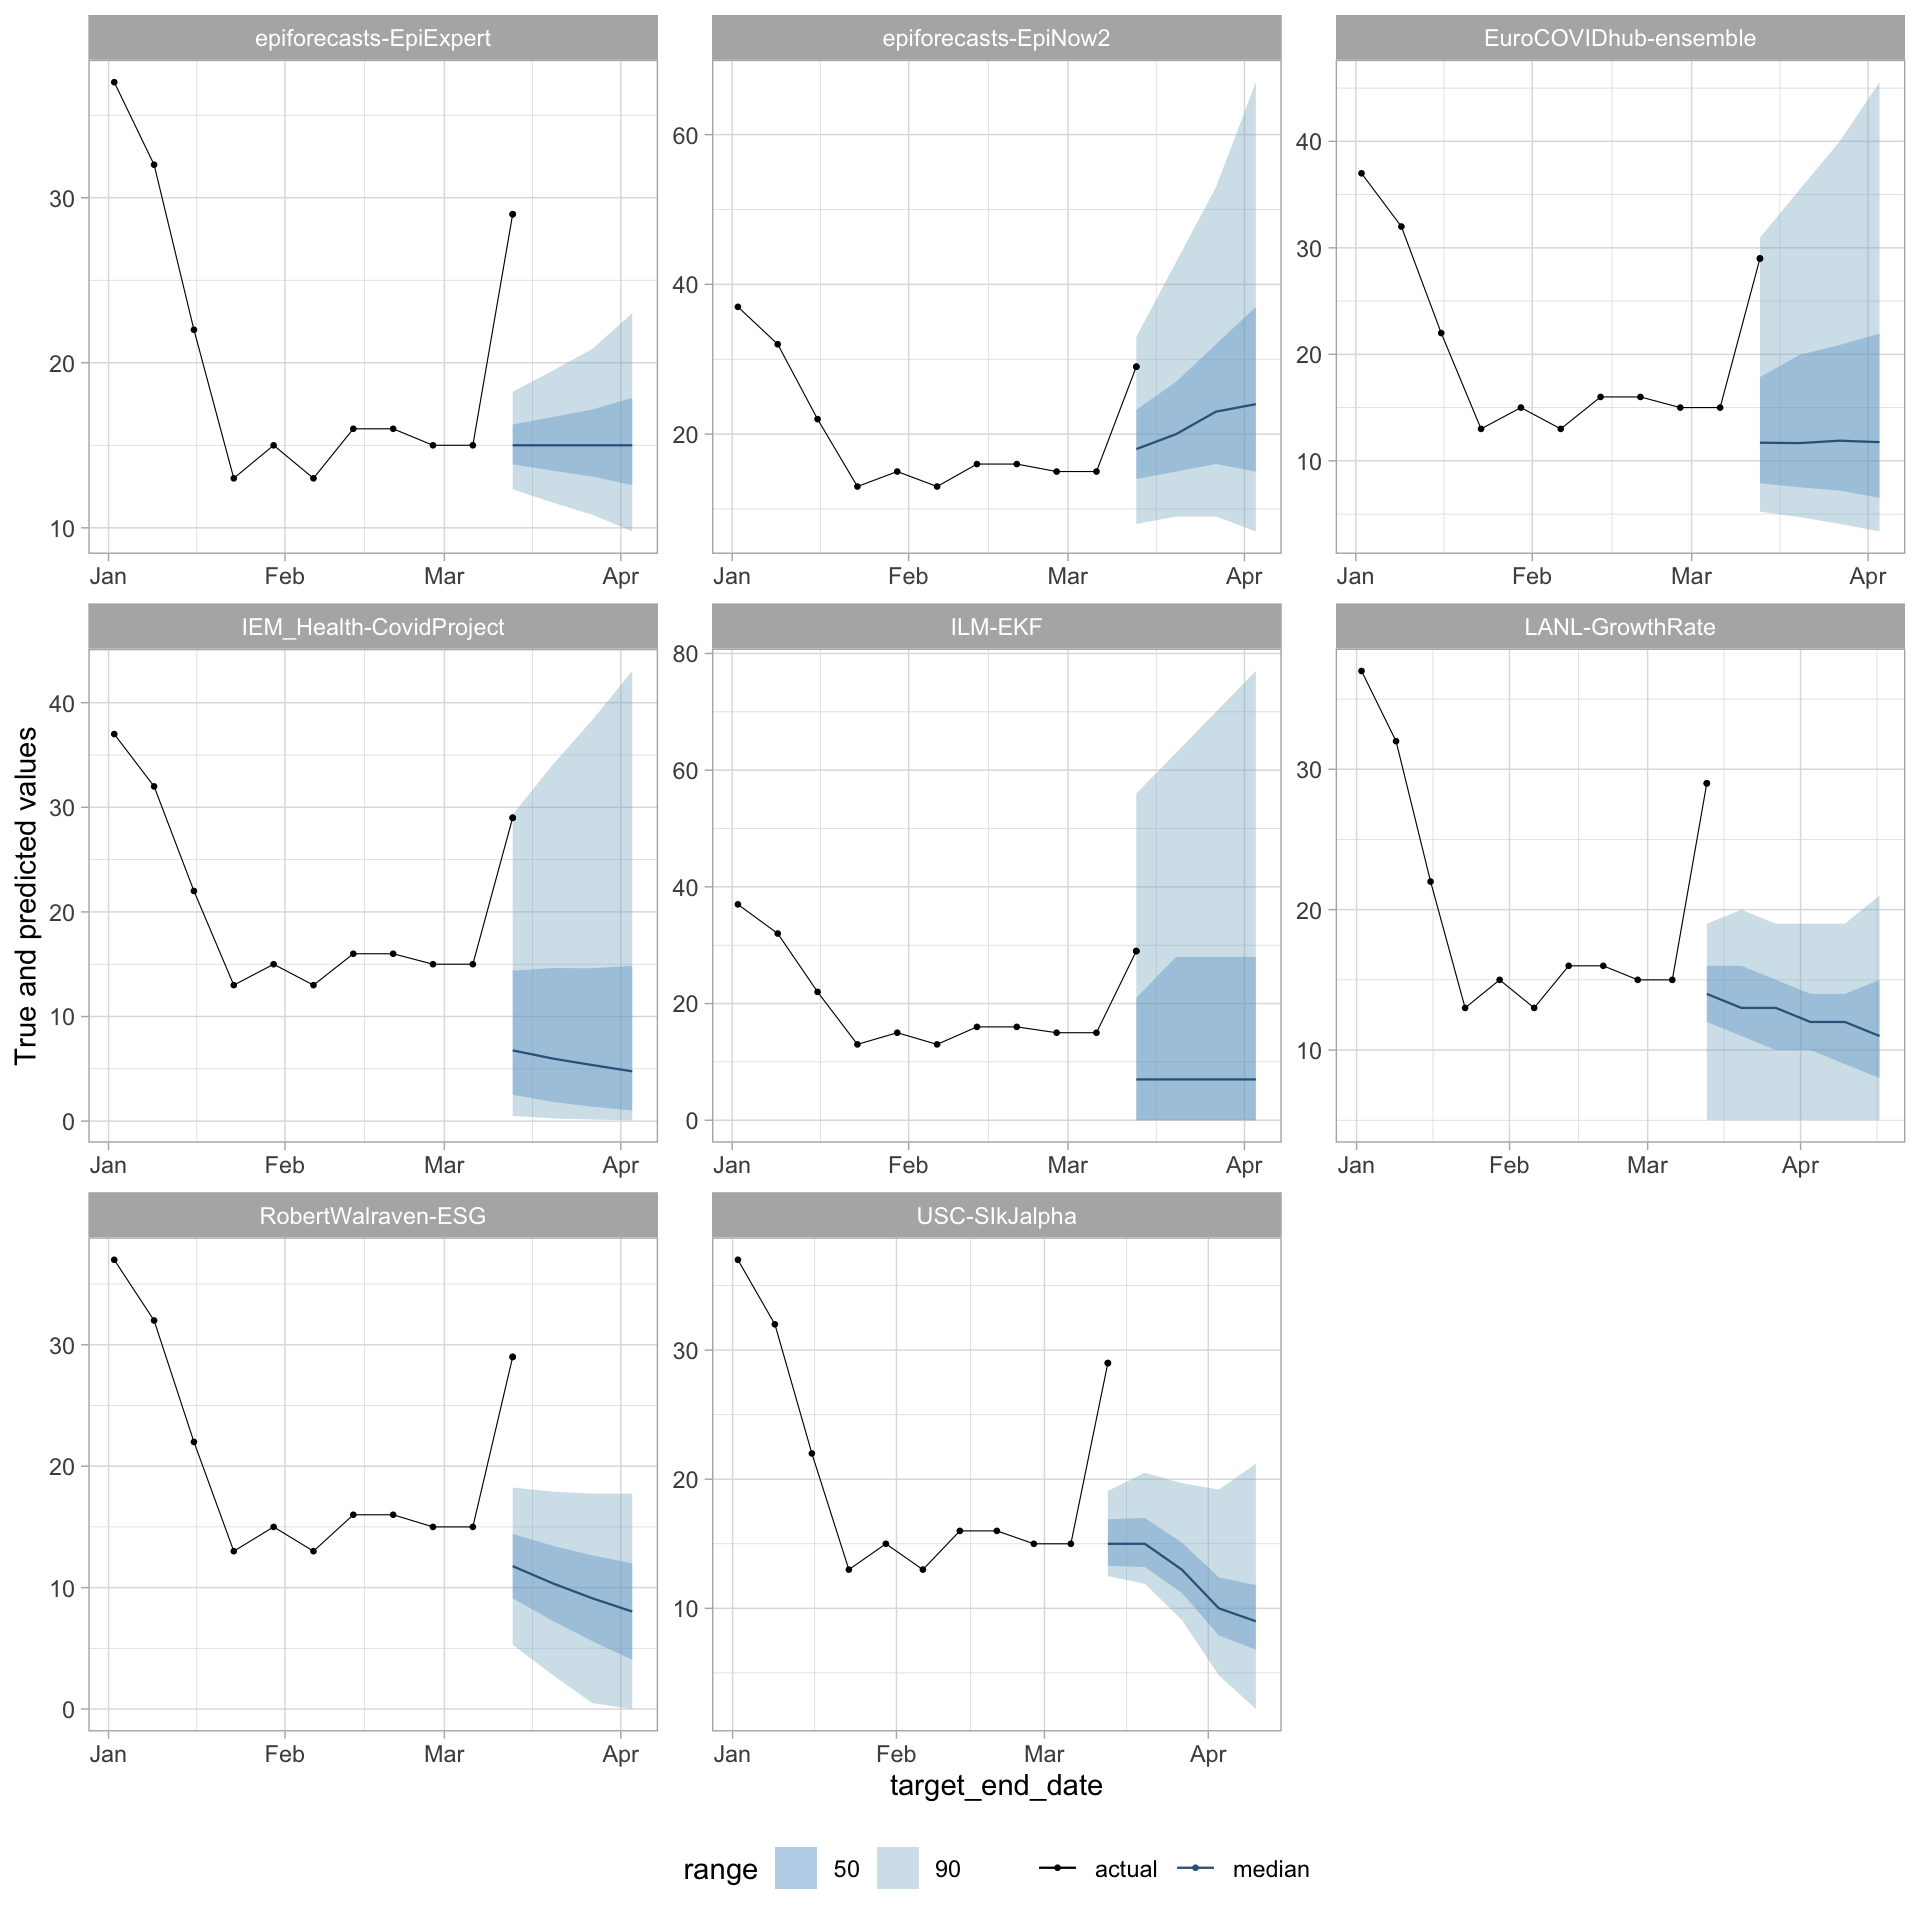 epiforecasts-EpiExpert
epiforecasts-EpiNow2
EuroCOVIDhub-ensemble
30
20
10
60
40
20
40
30
20
10
Jan Feb Mar Apr
Jan Feb Mar Apr
Jan Feb Mar Apr
IEM_Health-CovidProject
ILM-EKF
LANL-GrowthRate
True and predicted values
40
30
20
10
0
80
60
40
20
0
30
20
10
Jan Feb Mar Apr
Jan Feb Mar Apr
Jan Feb Mar Apr
RobertWalraven-ESG
USC-SIkJalpha
30
20
10
0
30
20
10
Jan Feb Mar Apr
Jan Feb Mar Apr
target_end_date
range 50 90 actual median